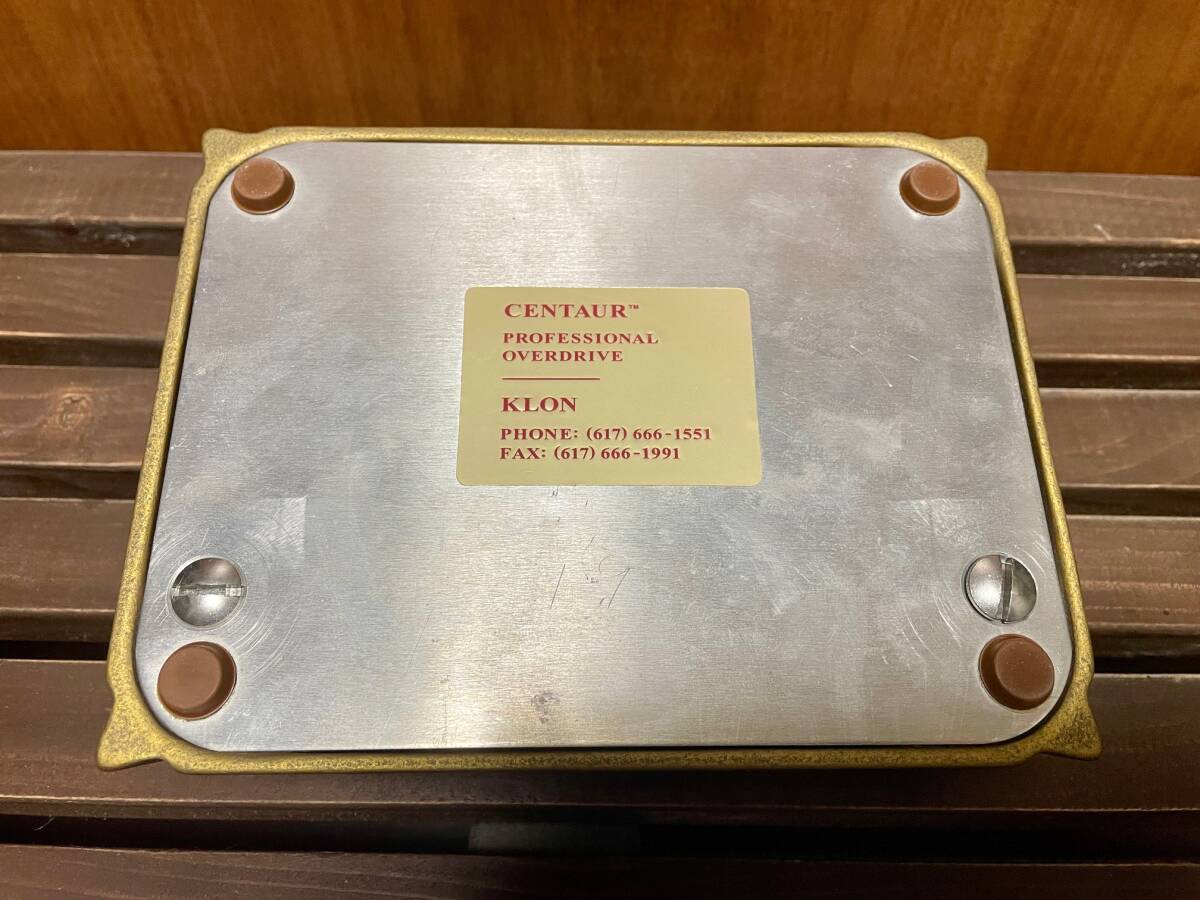 CENTAUR™
PROFESSIONAL
OVERDRIVE
KLON
PHONE: (617) 666-1551
FAX: (617) 666-1991